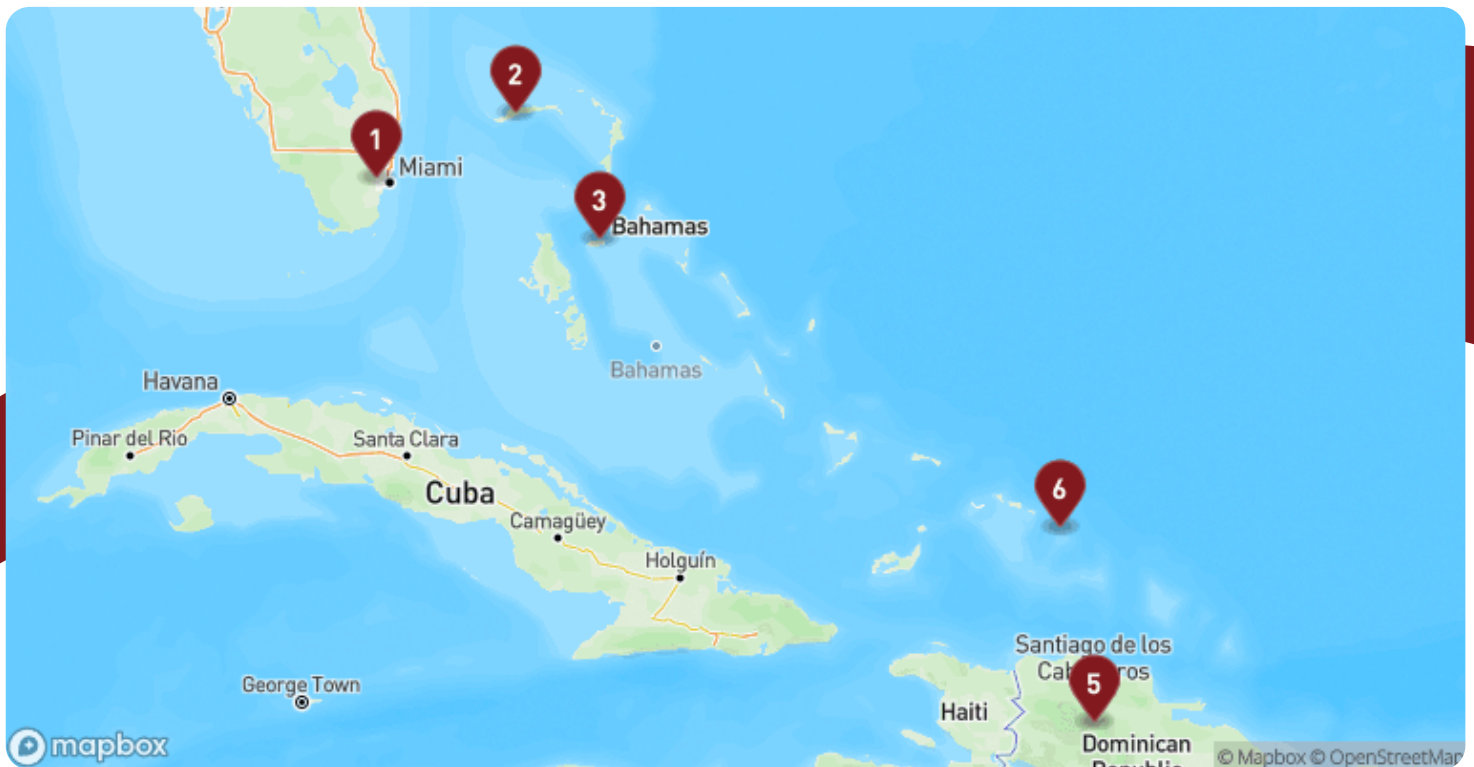 2
1
Miami
3
Bahamas
Bahamas
Havana
Pinar del Rio
Santa Clara
Cuba
6
Camagüey
Holguín
Santiago de los
5
George Town
Haiti
Dominican
mapbox
© Mapbox © OpenStreetMap